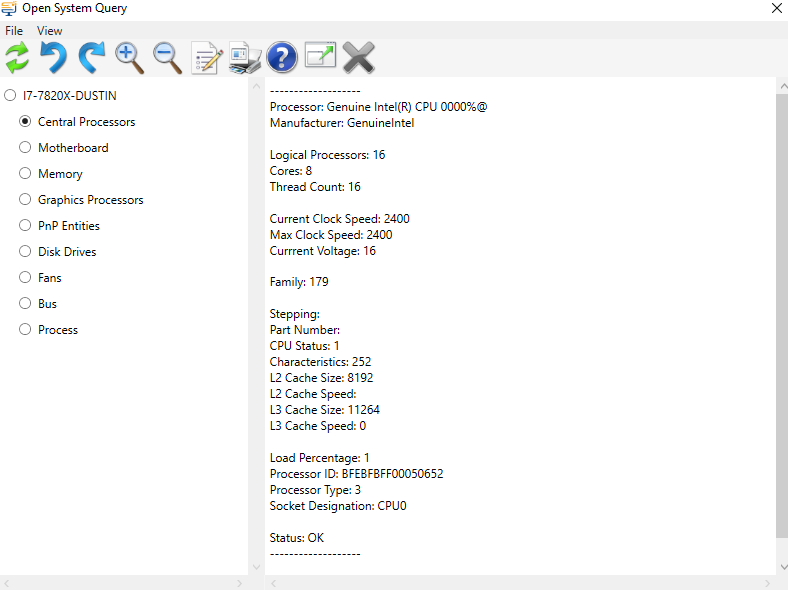 Open System Query
File View
I7-7820X-DUSTIN
Central Processors
Motherboard
Memory
Graphics Processors
PnP Entities
Disk Drives
Fans
Bus
Process
-------------------
Processor: Genuine Intel(R) CPU 0000%@
Manufacturer: GenuineIntel
Logical Processors: 16
Cores: 8
Thread Count: 16
Current Clock Speed: 2400
Max Clock Speed: 2400
Currrent Voltage: 16
Family: 179
Stepping:
Part Number:
CPU Status: 1
Characteristics: 252
L2 Cache Size: 8192
L2 Cache Speed:
L3 Cache Size: 11264
L3 Cache Speed: 0
Load Percentage: 1
Processor ID: BFEBFBFF00050652
Processor Type: 3
Socket Designation: CPU0
Status: OK
-------------------